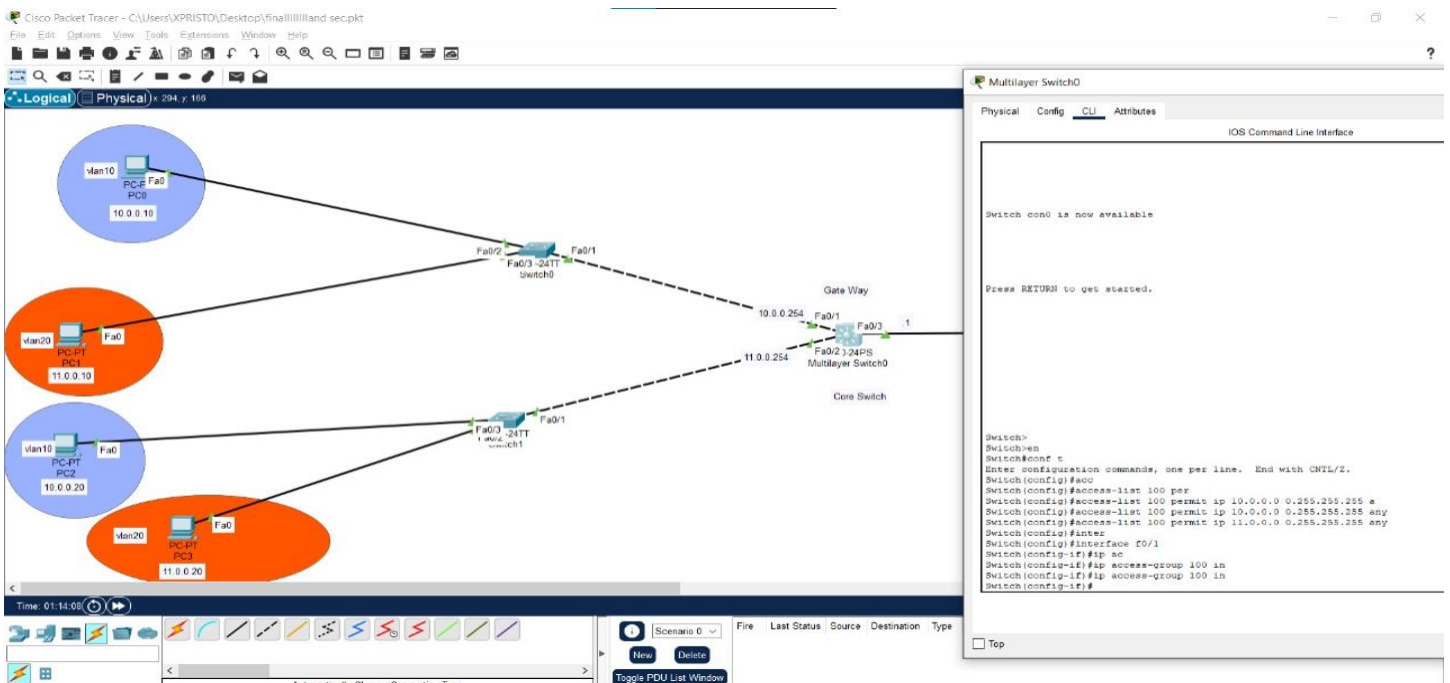 Cisco Packet Tracer - C:\Users\XPRISTO\Desktop\finalllllllland sec.pkt
File Edit Options View Tools Extensions Window Help
?
Logical Physical x: 294, y: 166
vlan10
Fa0
PC0
10.0.0.10
vlan20
Fa0
PC-PT
PC1
11.0.0.10
vlan10
Fa0
PC-PT
PC2
10.0.0.20
vlan20
Fa0
PC-PT
PC3
11.0.0.20
Fa0/2
Fa0/1
Fa0/3 -24TT
Switch0
Fa0/3
-24TT
Fa0/1
Gate Way
10.0.0.254
Fa0/1
Fa0/3
.1
11.0.0.254
Fa0/2
-24PS
Multilayer Switch0
Core Switch
Multilayer Switch0
Physical Config CLI Attributes
IOS Command Line Interface
Switch con0 is now available
Press RETURN to get started.
Switch>
Switch>en
Switch#conf t
Enter configuration commands, one per line. End with CNTL/Z.
Switch(config)#acc
Switch(config)#access-list 100 per
Switch(config)#access-list 100 permit ip 10.0.0.0 0.255.255.255 a
Switch(config)#access-list 100 permit ip 10.0.0.0 0.255.255.255 any
Switch(config)#access-list 100 permit ip 11.0.0.0 0.255.255.255 any
Switch(config)#inter
Switch(config)#interface f0/1
Switch(config-if)#ip ac
Switch(config-if)#ip access-group 100 in
Switch(config-if)#ip access-group 100 in
Switch(config-if)#
Top
Time: 01:14:08
Scenario 0
New Delete
Toggle PDU List Window
Fire Last Status Source Destination Type